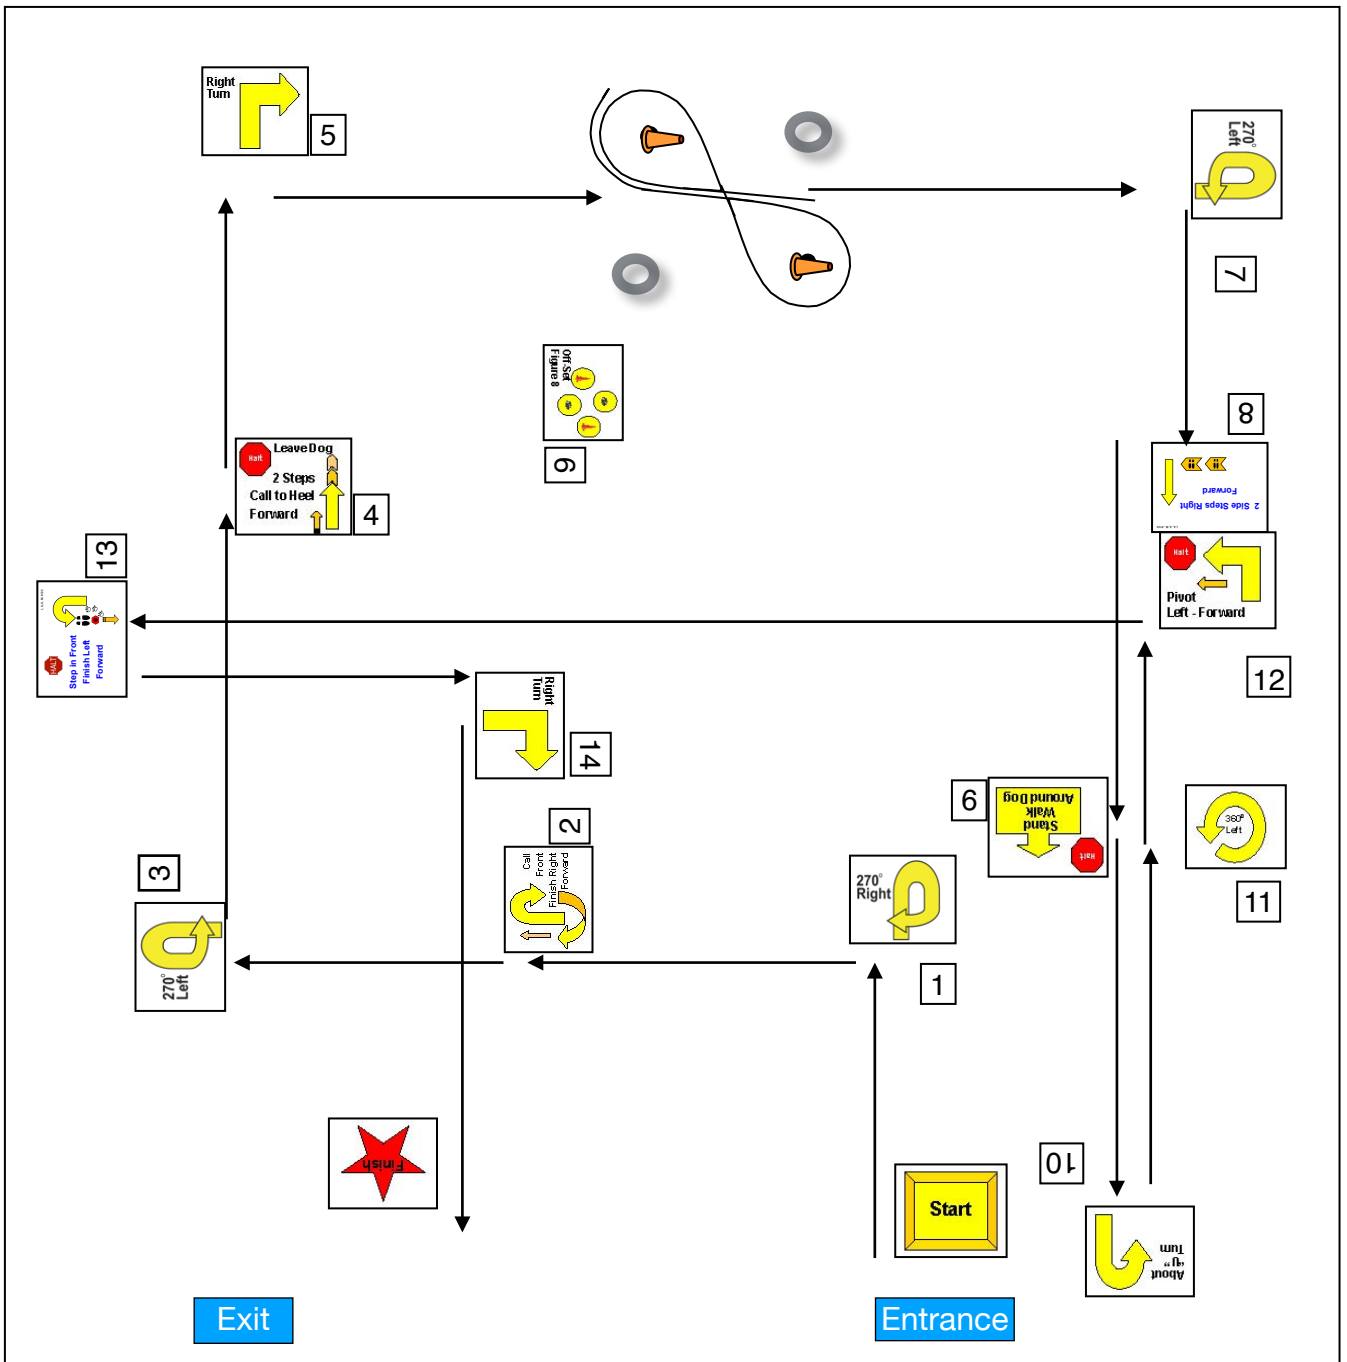 Right
Turn
5
270°
Left
7
Off-Set
Figure 8
6
8
2 Side Steps Right
Forward
Halt
Leave Dog
2 Steps
Call to Heel
Forward
4
13
HALT
Step in Front
Finish Left
Forward
Halt
Pivot
Left - Forward
12
Right
Turn
14
9
Stand
Walk
Around Dog
Halt
360º
Left
11
2
Call
Front
Finish Right
Forward
3
270°
Left
270°
Right
1
Finish
Start
10
About
"U"
Turn
Exit
Entrance